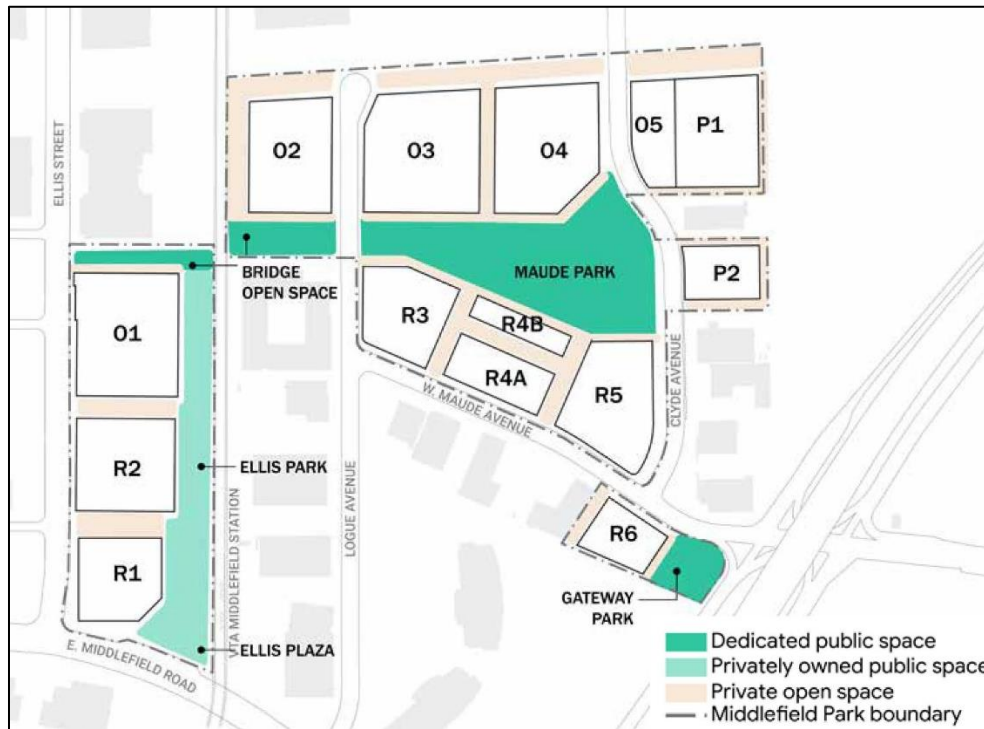 ELLIS STREET
O2
O3
O4
O5
P1
BRIDGE
OPEN SPACE
MAUDE PARK
P2
O1
R3
R4B
R4A
R5
W. MAUDE AVENUE
CLYDE AVENUE
R2
ELLIS PARK
VTA MIDDLEFIELD STATION
LOGUE AVENUE
R6
R1
GATEWAY
PARK
ELLIS PLAZA
E. MIDDLEFIELD ROAD
Dedicated public space
Privately owned public space
Private open space
Middlefield Park boundary